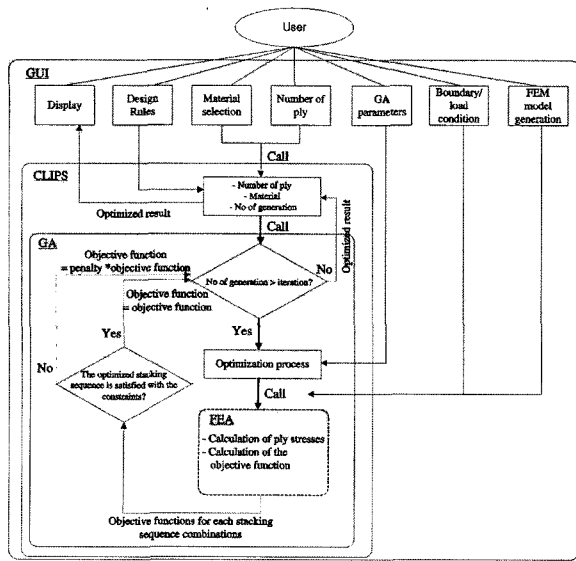 User
GUI
Display
Design
Rules
Material
selection
Number of
ply
GA
parameters
Boundary/
load
condition
FEM
model
generation
Call
CLIPS
- Number of ply
- Material
- No of generation
Optimized result
Call
Optimized result
GA
Objective function
= penalty *objective function
No of generation > iteration?
No
Objective function
= objective function
Yes
Yes
No
The optimized stacking
sequence is satisfied with the
constraints?
Optimization process
Call
FEA
- Calculation of ply stresses
- Calculation of the
objective function
Objective functions for each stacking
sequence combinations